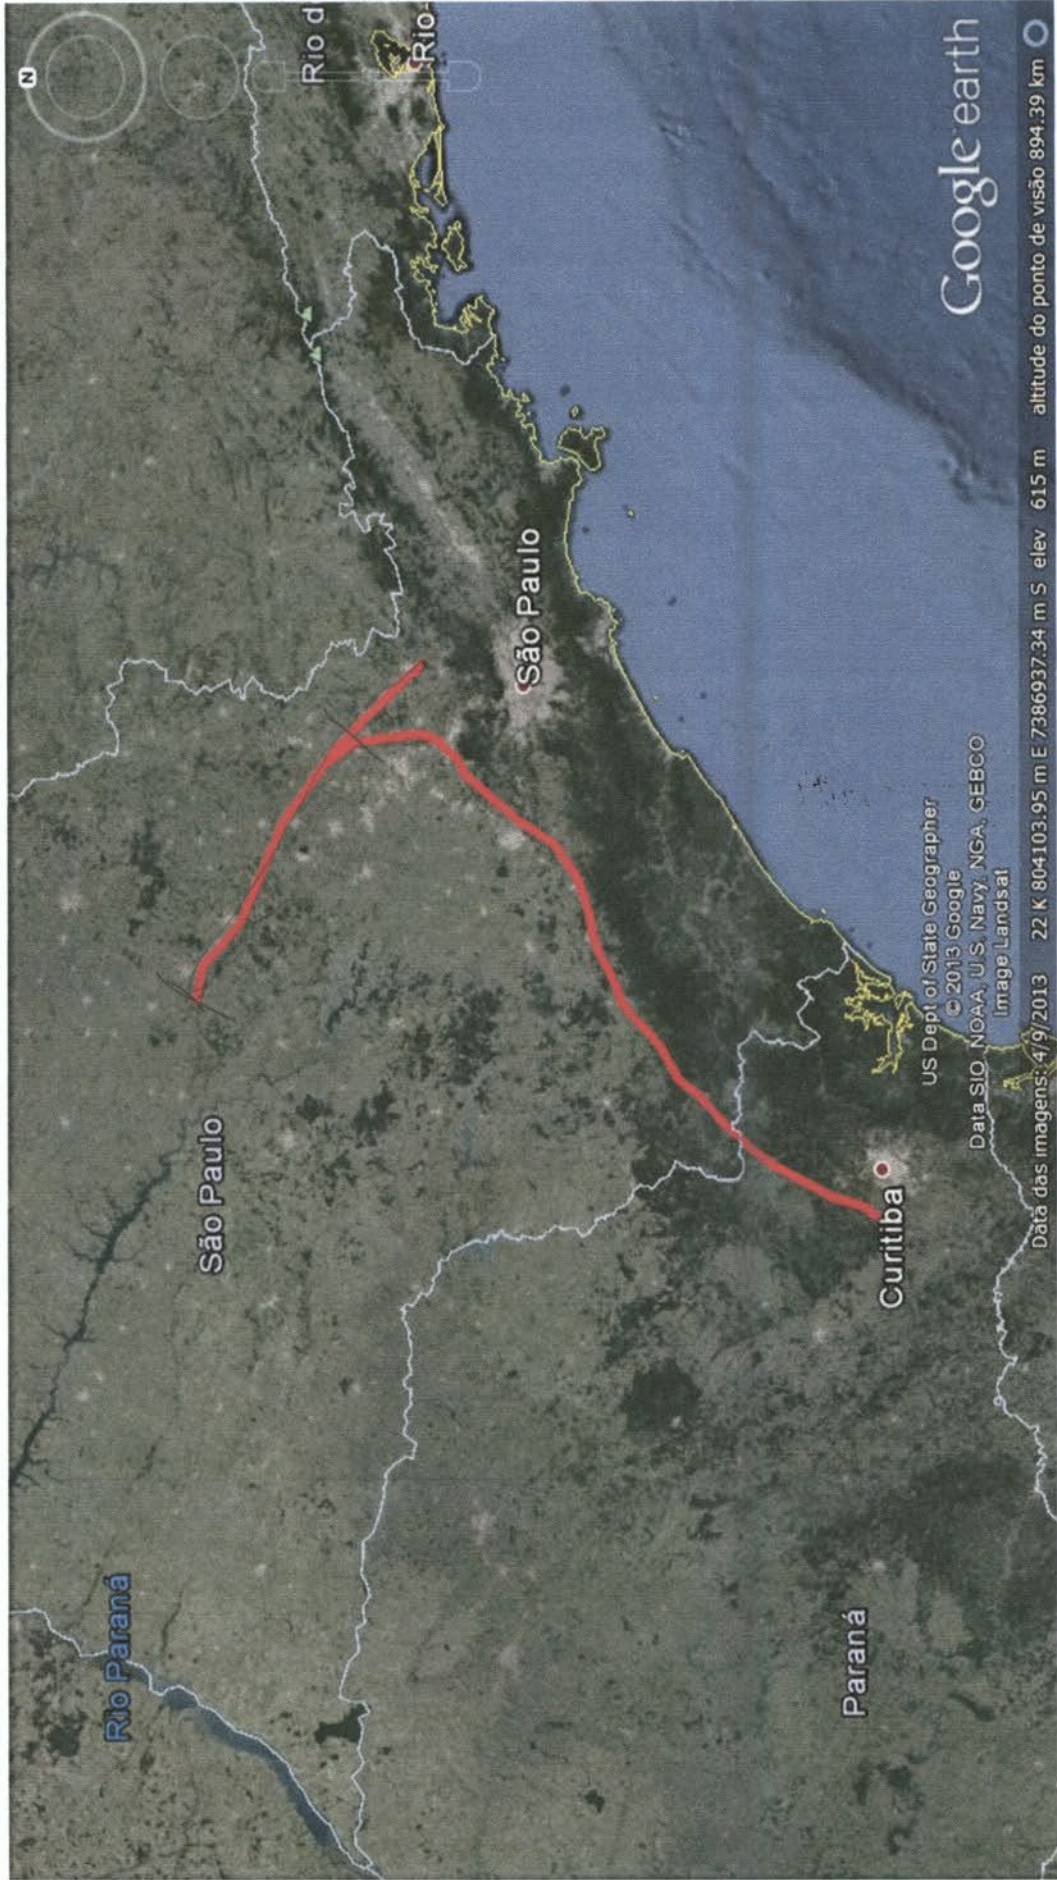 N
Rio Paraná
São Paulo
Rio d
Rio-
São Paulo
Paraná
Curitiba
US Dept of State Geographer
© 2013 Google
Data SIO, NOAA, U.S. Navy, NGA, GEBCO
Image Landsat
Google earth
Data das imagens: 4/9/2013 22 K 804103.95 m E 7386937.34 m S elev 615 m altitude do ponto de visão 894.39 km